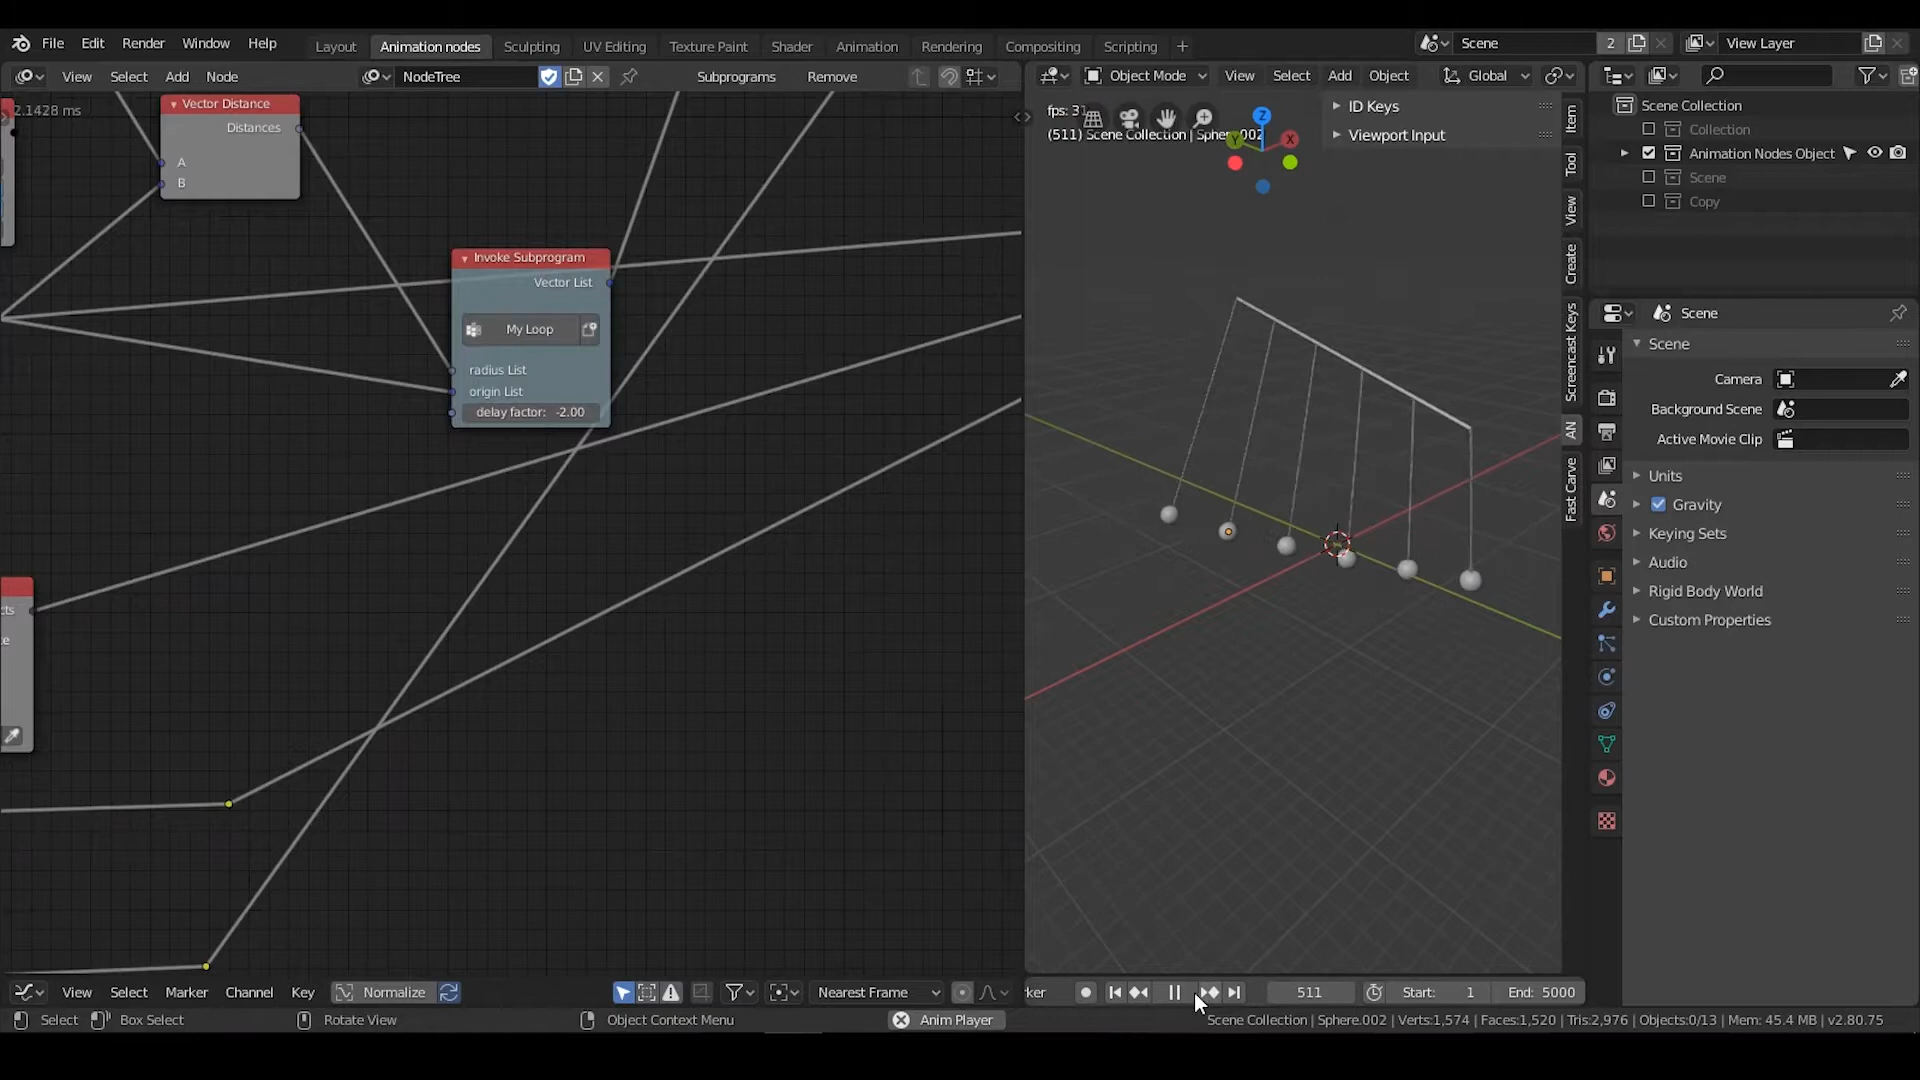 File Edit Render Window Help
Layout Animation nodes Sculpting UV Editing Texture Paint Shader Animation Rendering Compositing Scripting
Scene 2 View Layer
View Select Add Node NodeTree Subprograms Remove
Object Mode View Select Add Object Global
2.1428 ms
Vector Distance
Distances
A
B
Invoke Subprogram
Vector List
My Loop
radius List
origin List
delay factor: -2.00
cts
te
fps: 31
(511) Scene Collection | Sphere.002
Z
X
Y
ID Keys
Viewport Input
Item
Tool
View
Create
Screencast Keys
AN
Fast Carve
Scene Collection
Collection
Animation Nodes Object
Scene
Copy
Scene
Scene
Camera
Background Scene
Active Movie Clip
Units
Gravity
Keying Sets
Audio
Rigid Body World
Custom Properties
View Select Marker Channel Key Normalize Nearest Frame
rker 511 Start: 1 End: 5000
Select Box Select Rotate View Object Context Menu Anim Player
Scene Collection | Sphere.002 | Verts:1,574 | Faces:1,520 | Tris:2,976 | Objects:0/13 | Mem: 45.4 MB | v2.80.75